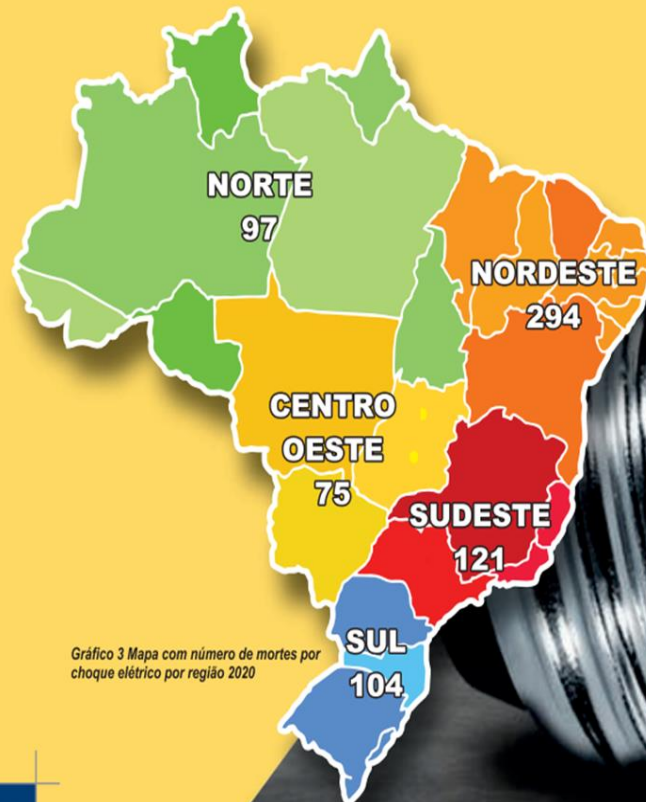 NORTE
97
NORDESTE
294
CENTRO
OESTE
75
SUDESTE
121
SUL
104
Gráfico 3 Mapa com número de mortes por
choque elétrico por região 2020